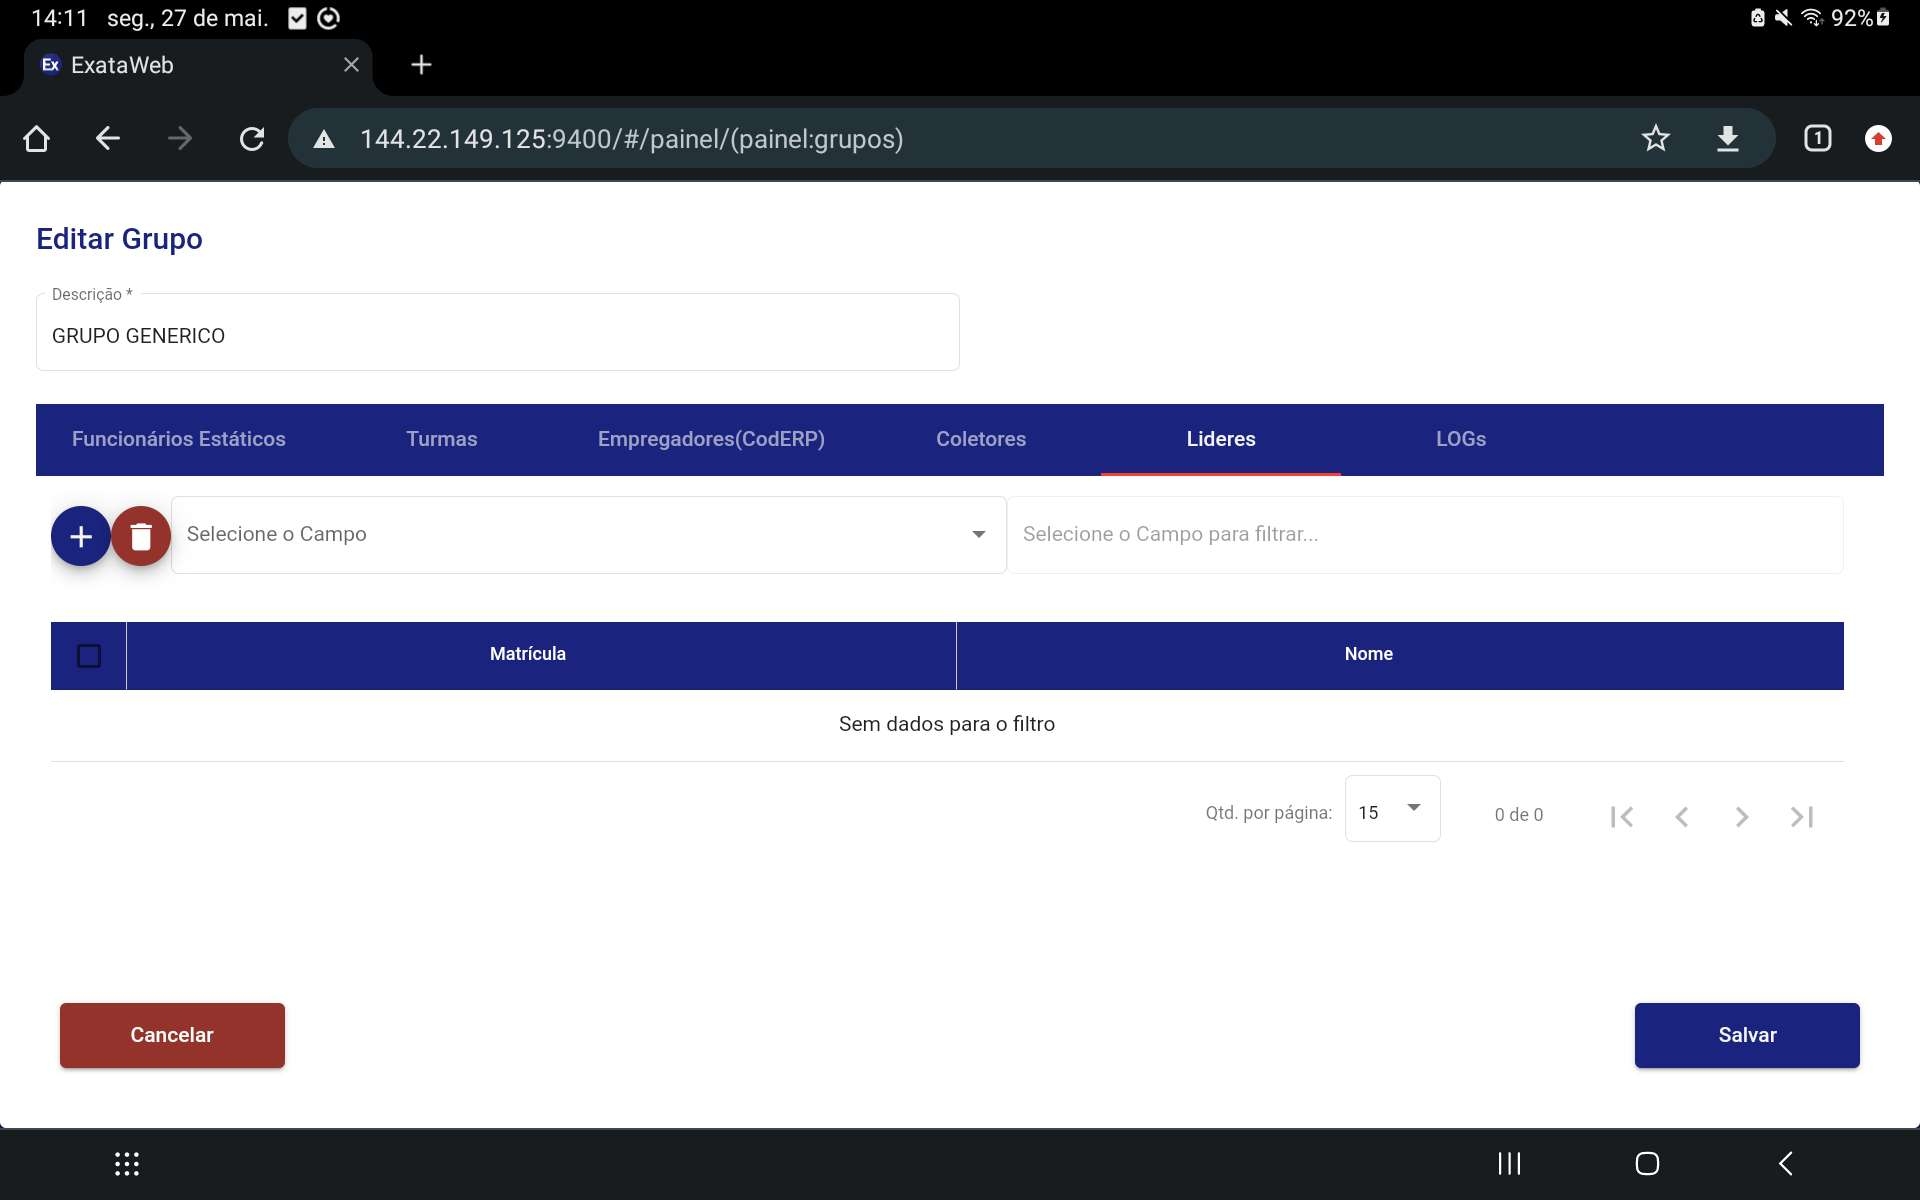 14:11 seg., 27 de mai.
92%
Ex ExataWeb
144.22.149.125:9400/#/painel/(painel:grupos)
1
Editar Grupo
Descrição *
GRUPO GENERICO
Funcionários Estáticos Turmas Empregadores(CodERP) Coletores Lideres LOGs
Selecione o Campo Selecione o Campo para filtrar...
Matrícula Nome
Sem dados para o filtro
Qtd. por página: 15 0 de 0
Cancelar Salvar